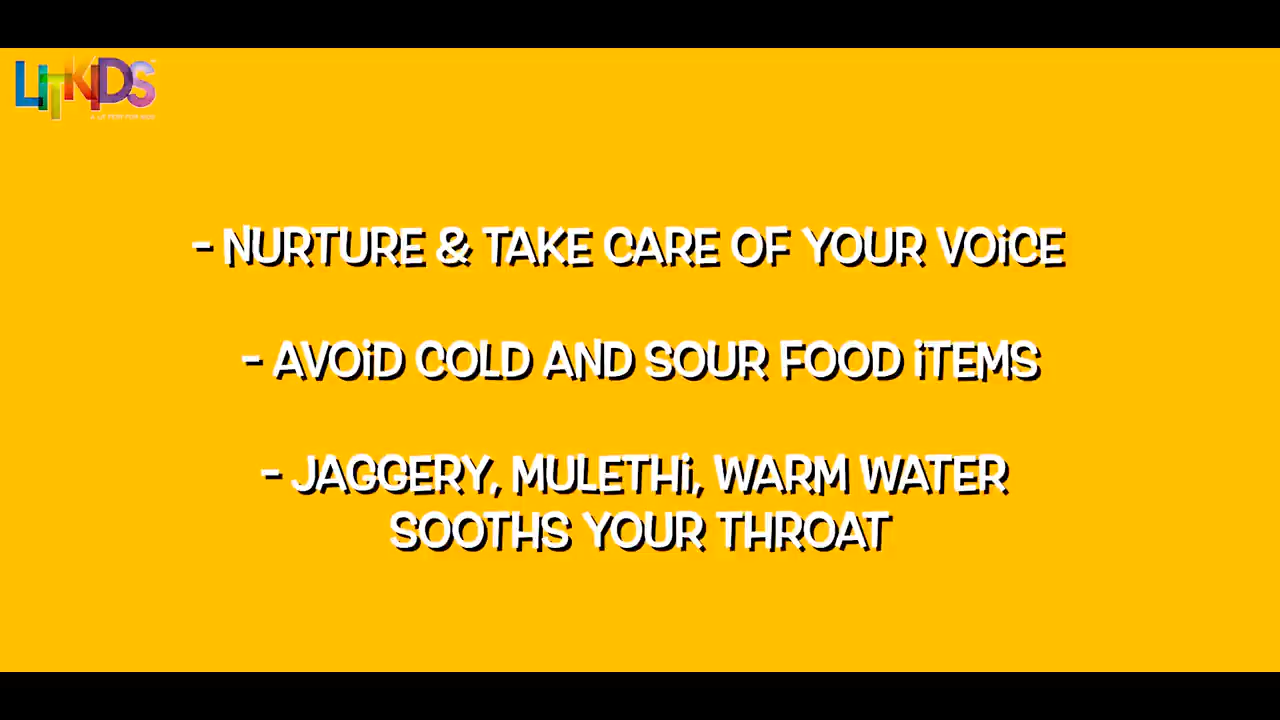 LITKIDS
- NURTURE & TAKE CARE OF YOUR VOiCE
- AVOiD COLD AND SOUR FOOD iTEMS
- JAGGERY, MULETHi, WARM WATER
SOOTHS YOUR THROAT